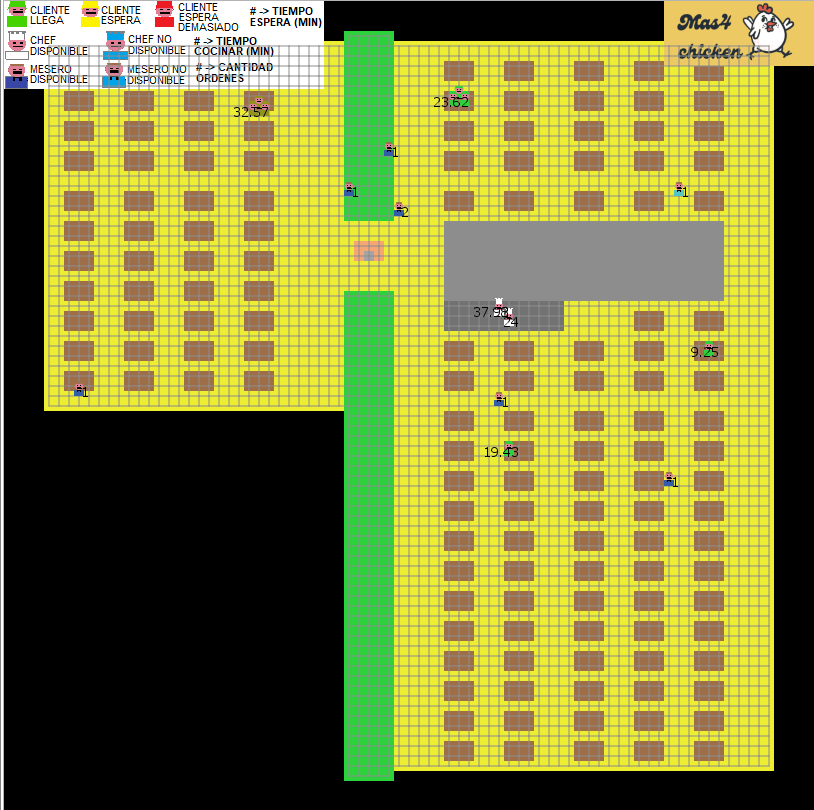 CLIENTE
LLEGA
CLIENTE
ESPERA
CLIENTE
ESPERA
DEMASIADO
# -> TIEMPO
ESPERA (MIN)
CHEF
DISPONIBLE
CHEF NO
DISPONIBLE
# -> TIEMPO
COCINAR (MIN)
MESERO
DISPONIBLE
MESERO NO
DISPONIBLE
# -> CANTIDAD
ORDENES
Mas4
chicken
32.57
23.62
1
1
1
2
37.98
24
9.25
1
1
19.43
1